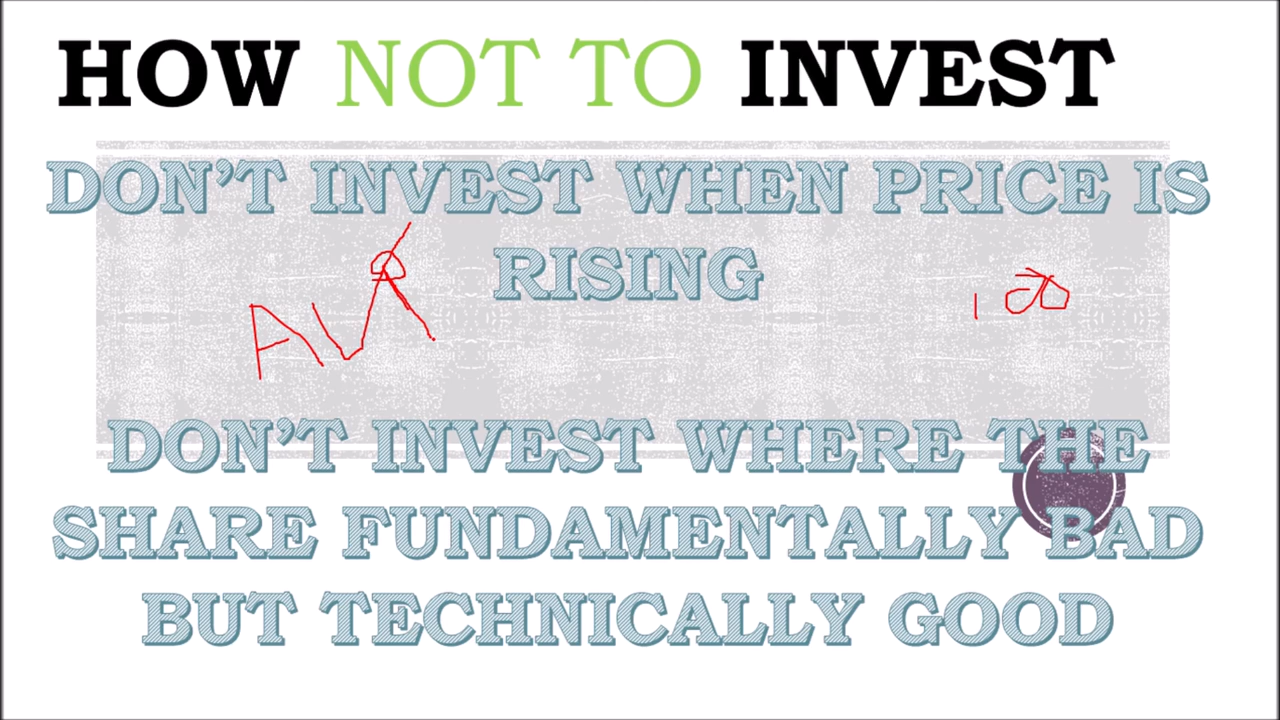 HOW NOT TO INVEST
DON’T INVEST WHEN PRICE IS
RISING
100
DON’T INVEST WHERE THE
SHARE FUNDAMENTALLY BAD
BUT TECHNICALLY GOOD